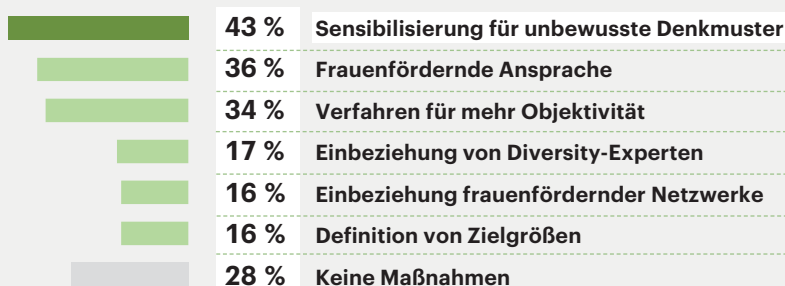 43 % Sensibilisierung für unbewusste Denkmuster
36 % Frauenfördernde Ansprache
34 % Verfahren für mehr Objektivität
17 % Einbeziehung von Diversity-Experten
16 % Einbeziehung frauenfördernder Netzwerke
16 % Definition von Zielgrößen
28 % Keine Maßnahmen